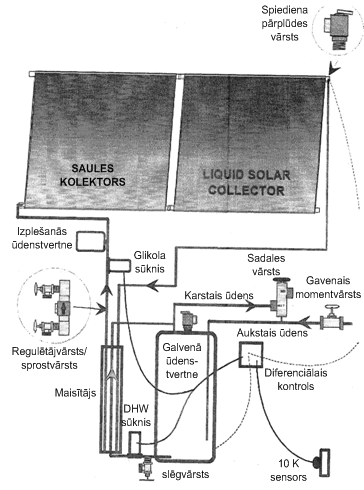 Spiediena
pārplūdes
vārsts
SAULES
KOLEKTORS
LIQUID SOLAR
COLLECTOR
Izplešanās
ūdenstvertne
Glikola
sūknis
Sadales
vārsts
Gavenais
momentvārsts
Karstais ūdens
Aukstais ūdens
Regulētājvārsts/
sprostvārsts
Galvenā
ūdens-
tvertne
Maisītājs
Diferenciālais
kontrols
DHW
sūknis
slēgvārsts
10 K
sensors